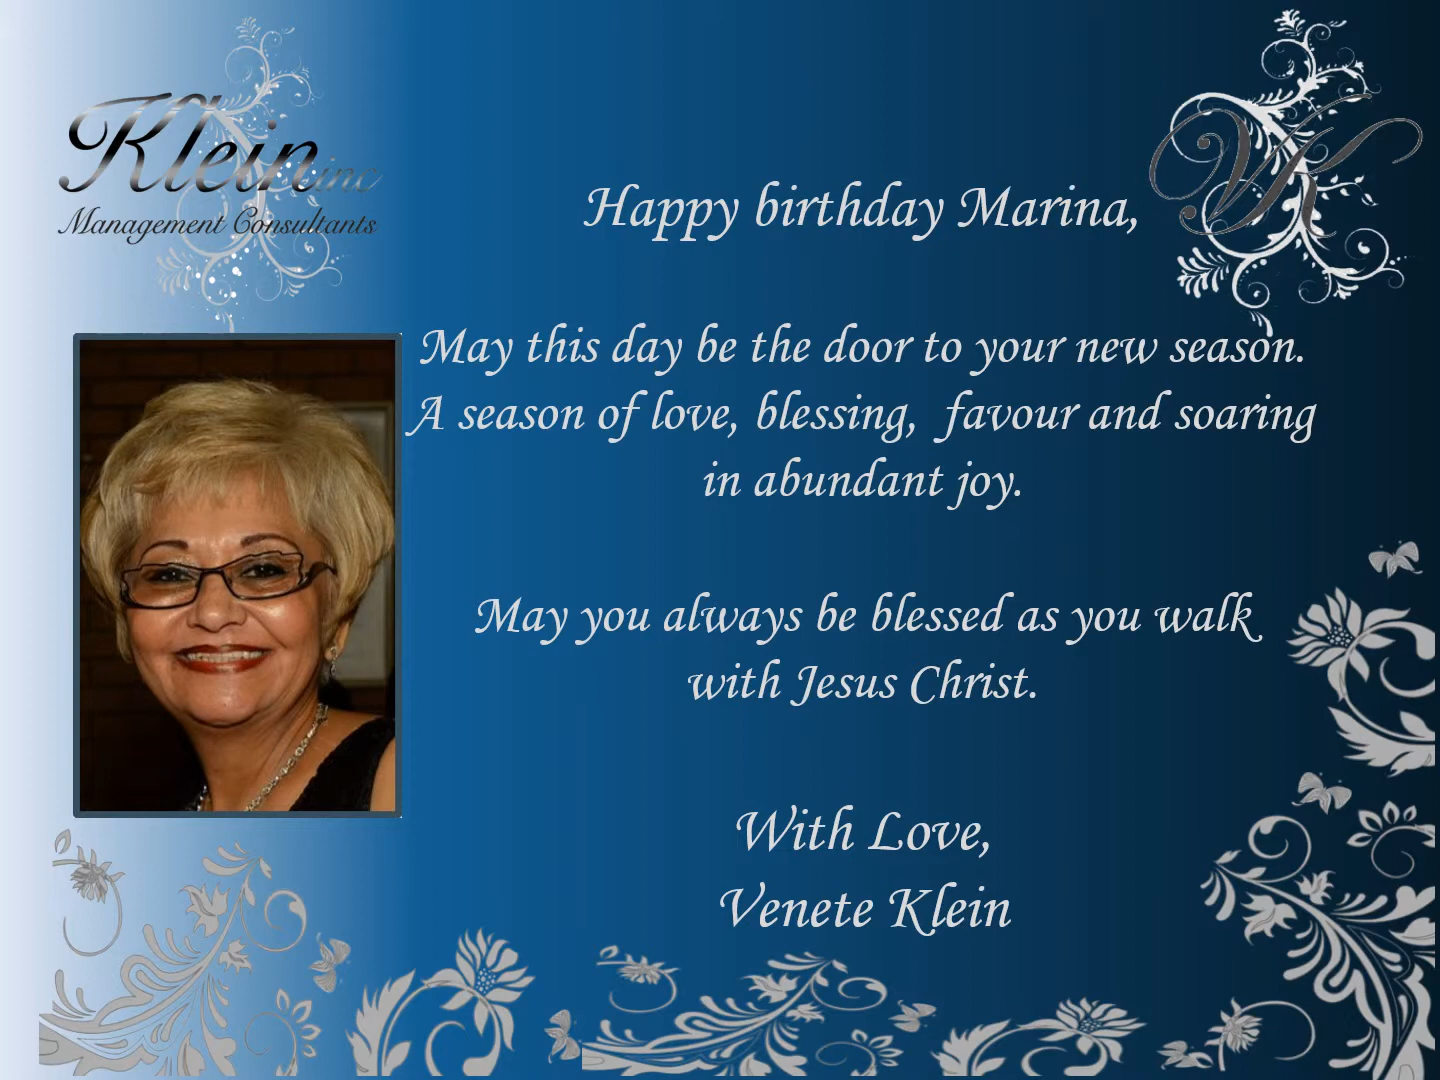 Klein inc
Management Consultants
VK
Happy birthday Marina,
May this day be the door to your new season.
A season of love, blessing, favour and soaring
in abundant joy.
May you always be blessed as you walk
with Jesus Christ.
With Love,
Venete Klein